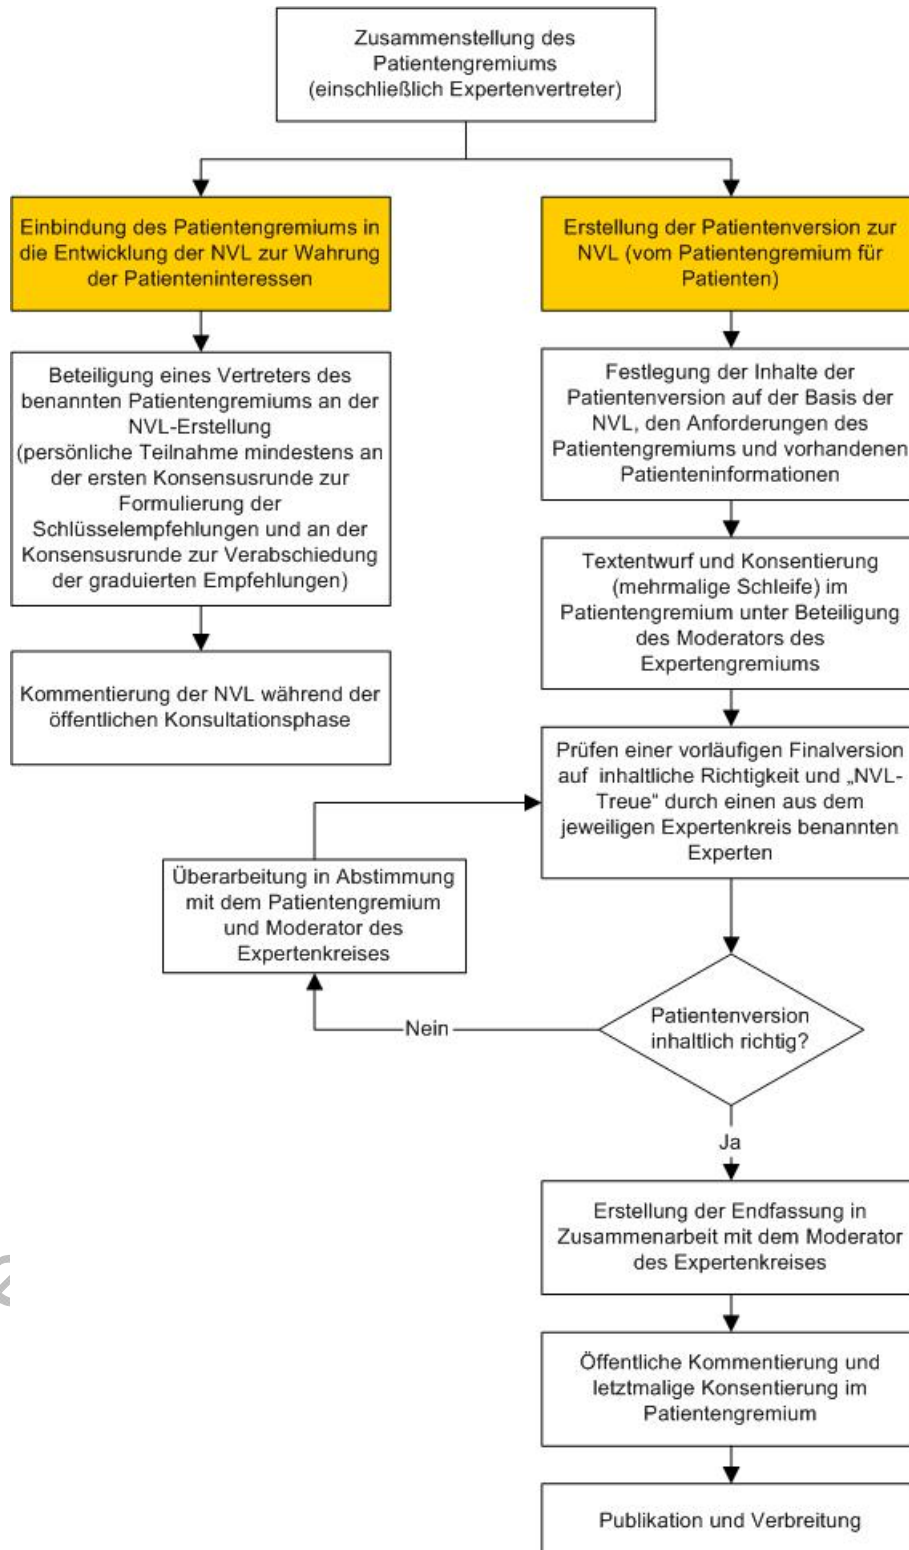 Zusammenstellung des
Patientengremiums
(einschließlich Expertenvertreter)
Einbindung des Patientengremiums in
die Entwicklung der NVL zur Wahrung
der Patienteninteressen
Beteiligung eines Vertreters des
benannten Patientengremiums an der
NVL-Erstellung
(persönliche Teilnahme mindestens an
der ersten Konsensusrunde zur
Formulierung der
Schlüsselempfehlungen und an der
Konsensusrunde zur Verabschiedung
der graduierten Empfehlungen)
Kommentierung der NVL während der
öffentlichen Konsultationsphase
Erstellung der Patientenversion zur
NVL (vom Patientengremium für
Patienten)
Festlegung der Inhalte der
Patientenversion auf der Basis der
NVL, den Anforderungen des
Patientengremiums und vorhandenen
Patienteninformationen
Textentwurf und Konsentierung
(mehrmalige Schleife) im
Patientengremium unter Beteiligung
des Moderators des
Expertengremiums
Prüfen einer vorläufigen Finalversion
auf inhaltliche Richtigkeit und „NVL-
Treue“ durch einen aus dem
jeweiligen Expertenkreis benannten
Experten
Überarbeitung in Abstimmung
mit dem Patientengremium
und Moderator des
Expertenkreises
Patientenversion
inhaltlich richtig?
Nein
Ja
Erstellung der Endfassung in
Zusammenarbeit mit dem Moderator
des Expertenkreises
Öffentliche Kommentierung und
letztmalige Konsentierung im
Patientengremium
Publikation und Verbreitung